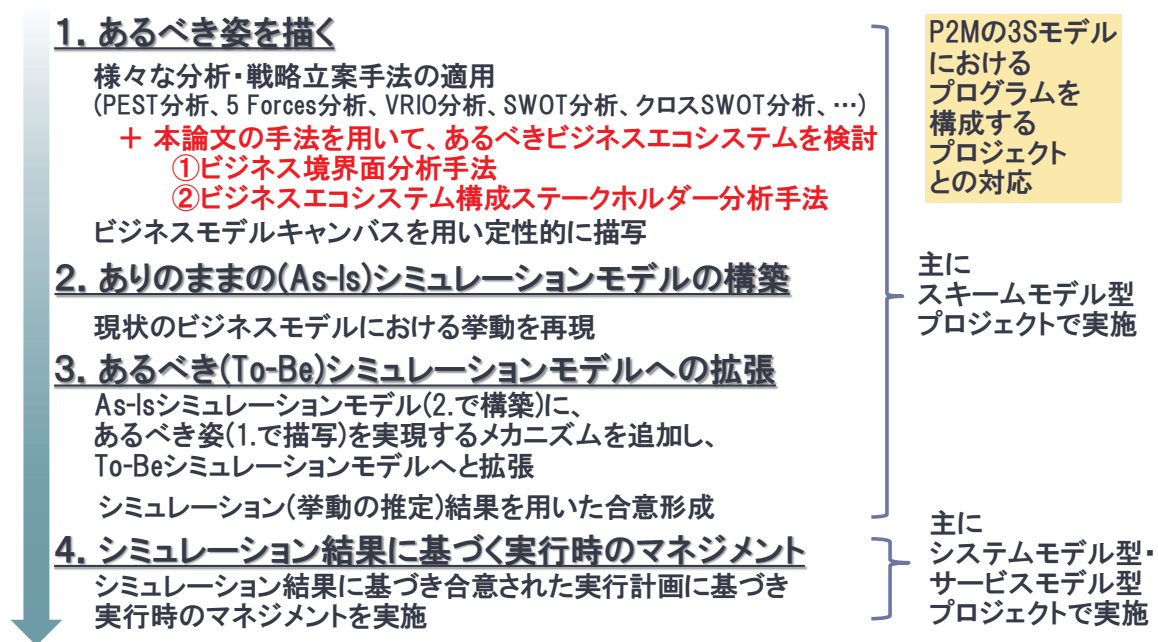 1. あるべき姿を描く
様々な分析・戦略立案手法の適用
(PEST分析、5 Forces分析、VRIO分析、SWOT分析、クロスSWOT分析、…)
＋ 本論文の手法を用いて、あるべきビジネスエコシステムを検討
①ビジネス境界面分析手法
②ビジネスエコシステム構成ステークホルダー分析手法
ビジネスモデルキャンバスを用い定性的に描写
2. ありのままの(As-Is)シミュレーションモデルの構築
現状のビジネスモデルにおける挙動を再現
3. あるべき(To-Be)シミュレーションモデルへの拡張
As-Isシミュレーションモデル(2.で構築)に、
あるべき姿(1.で描写)を実現するメカニズムを追加し、
To-Beシミュレーションモデルへと拡張
シミュレーション(挙動の推定)結果を用いた合意形成
4. シミュレーション結果に基づく実行時のマネジメント
シミュレーション結果に基づき合意された実行計画に基づき
実行時のマネジメントを実施
P2Mの3Sモデル
における
プログラムを
構成する
プロジェクト
との対応
主に
スキームモデル型
プロジェクトで実施
主に
システムモデル型・
サービスモデル型
プロジェクトで実施